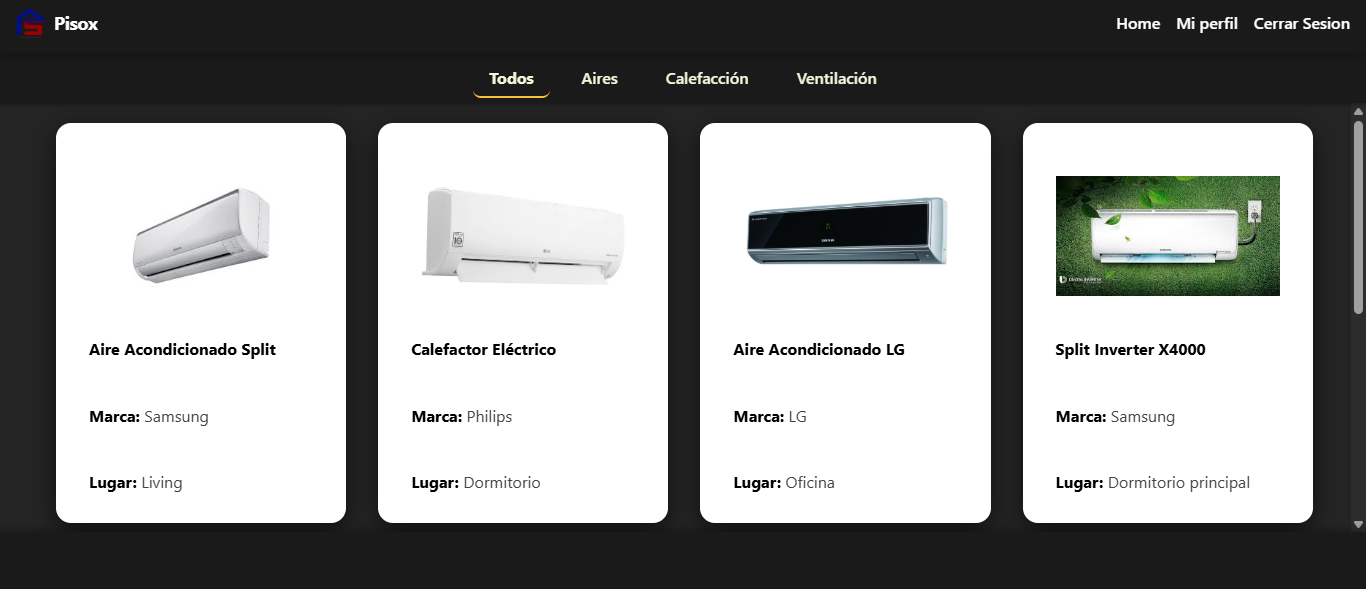 Pisox
Home Mi perfil Cerrar Sesion
Todos Aires Calefacción Ventilación
Aire Acondicionado Split
Marca: Samsung
Lugar: Living
LG
Calefactor Eléctrico
Marca: Philips
Lugar: Dormitorio
Aire Acondicionado LG
Marca: LG
Lugar: Oficina
Split Inverter X4000
Marca: Samsung
Lugar: Dormitorio principal